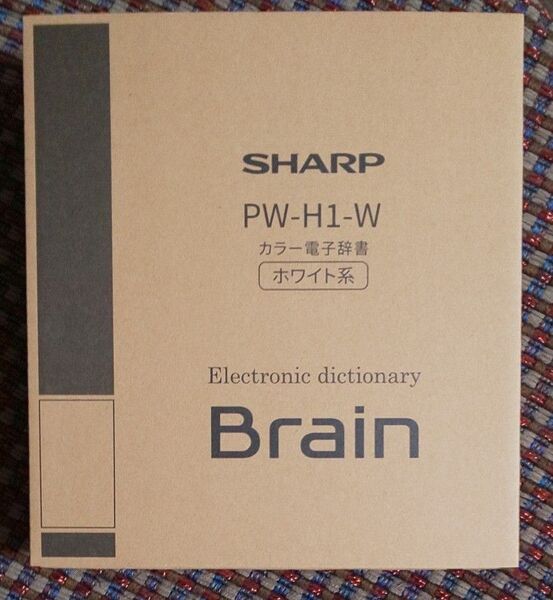 SHARP
PW-H1-W
カラー電子辞書
ホワイト系
Electronic dictionary
Brain